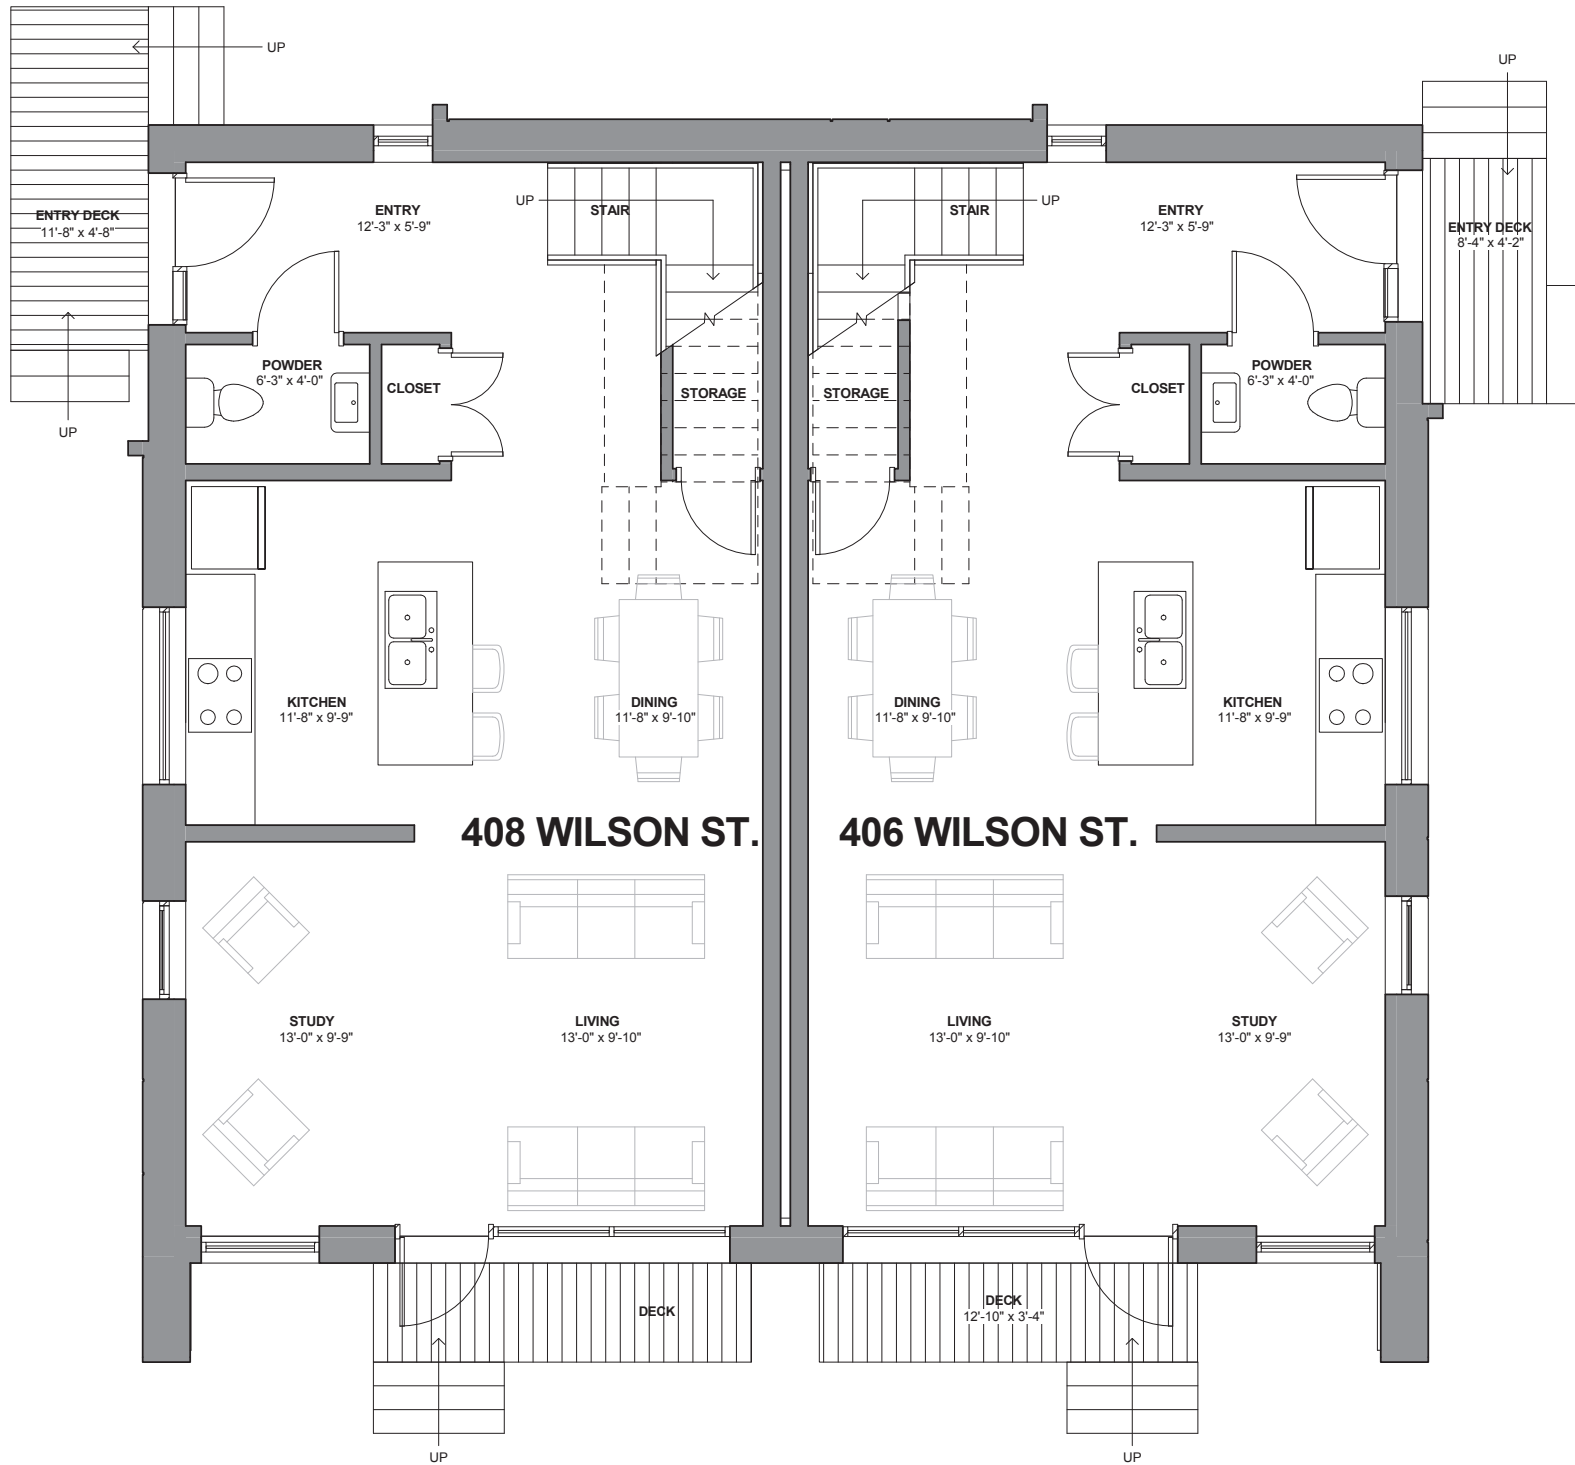 UP
UP
ENTRY DECK
11'-8" x 4'-8"
ENTRY
12'-3" x 5'-9"
UP
STAIR
STAIR
UP
ENTRY
12'-3" x 5'-9"
ENTRY DECK
8'-4" x 4'-2"
UP
POWDER
6'-3" x 4'-0"
CLOSET
STORAGE
STORAGE
CLOSET
POWDER
6'-3" x 4'-0"
KITCHEN
11'-8" x 9'-9"
DINING
11'-8" x 9'-10"
DINING
11'-8" x 9'-10"
KITCHEN
11'-8" x 9'-9"
408 WILSON ST.
406 WILSON ST.
STUDY
13'-0" x 9'-9"
LIVING
13'-0" x 9'-10"
LIVING
13'-0" x 9'-10"
STUDY
13'-0" x 9'-9"
DECK
DECK
12'-10" x 3'-4"
UP
UP